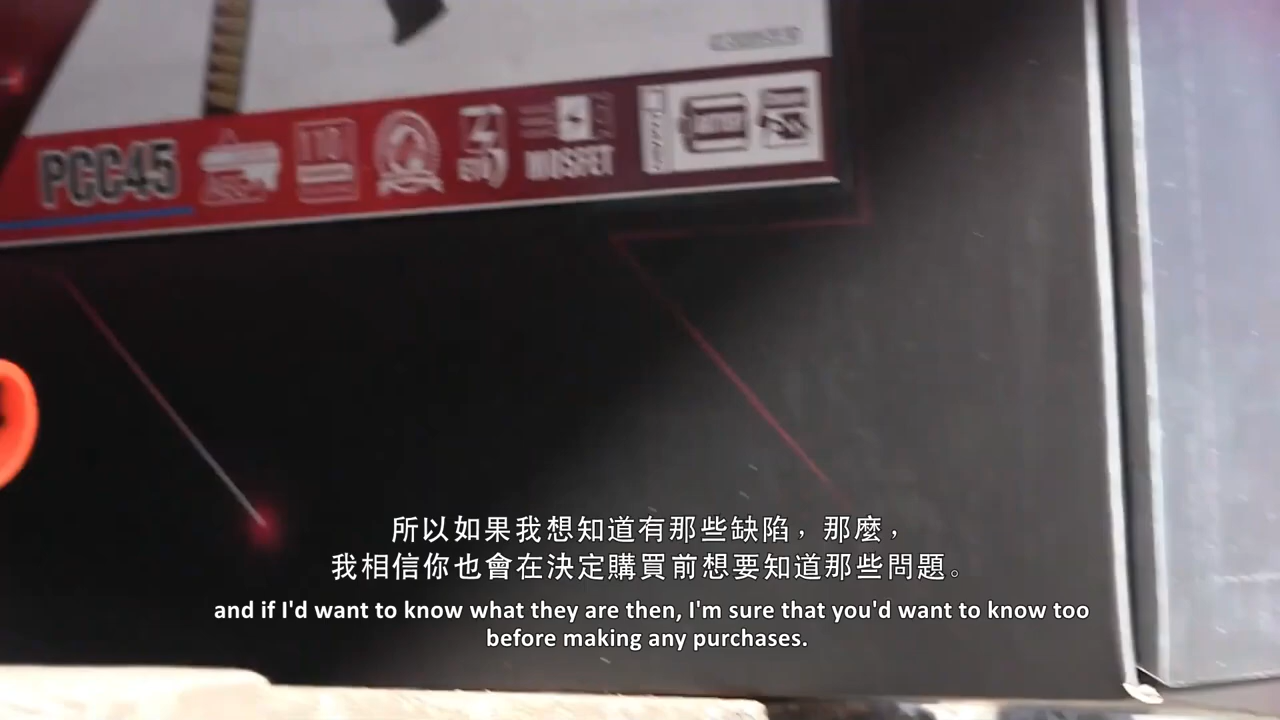 PCC45
110
MOSFET
所以如果我想知道有那些缺陷，那麼，
我相信你也會在決定購買前想要知道那些問題。
and if I'd want to know what they are then, I'm sure that you'd want to know too
before making any purchases.